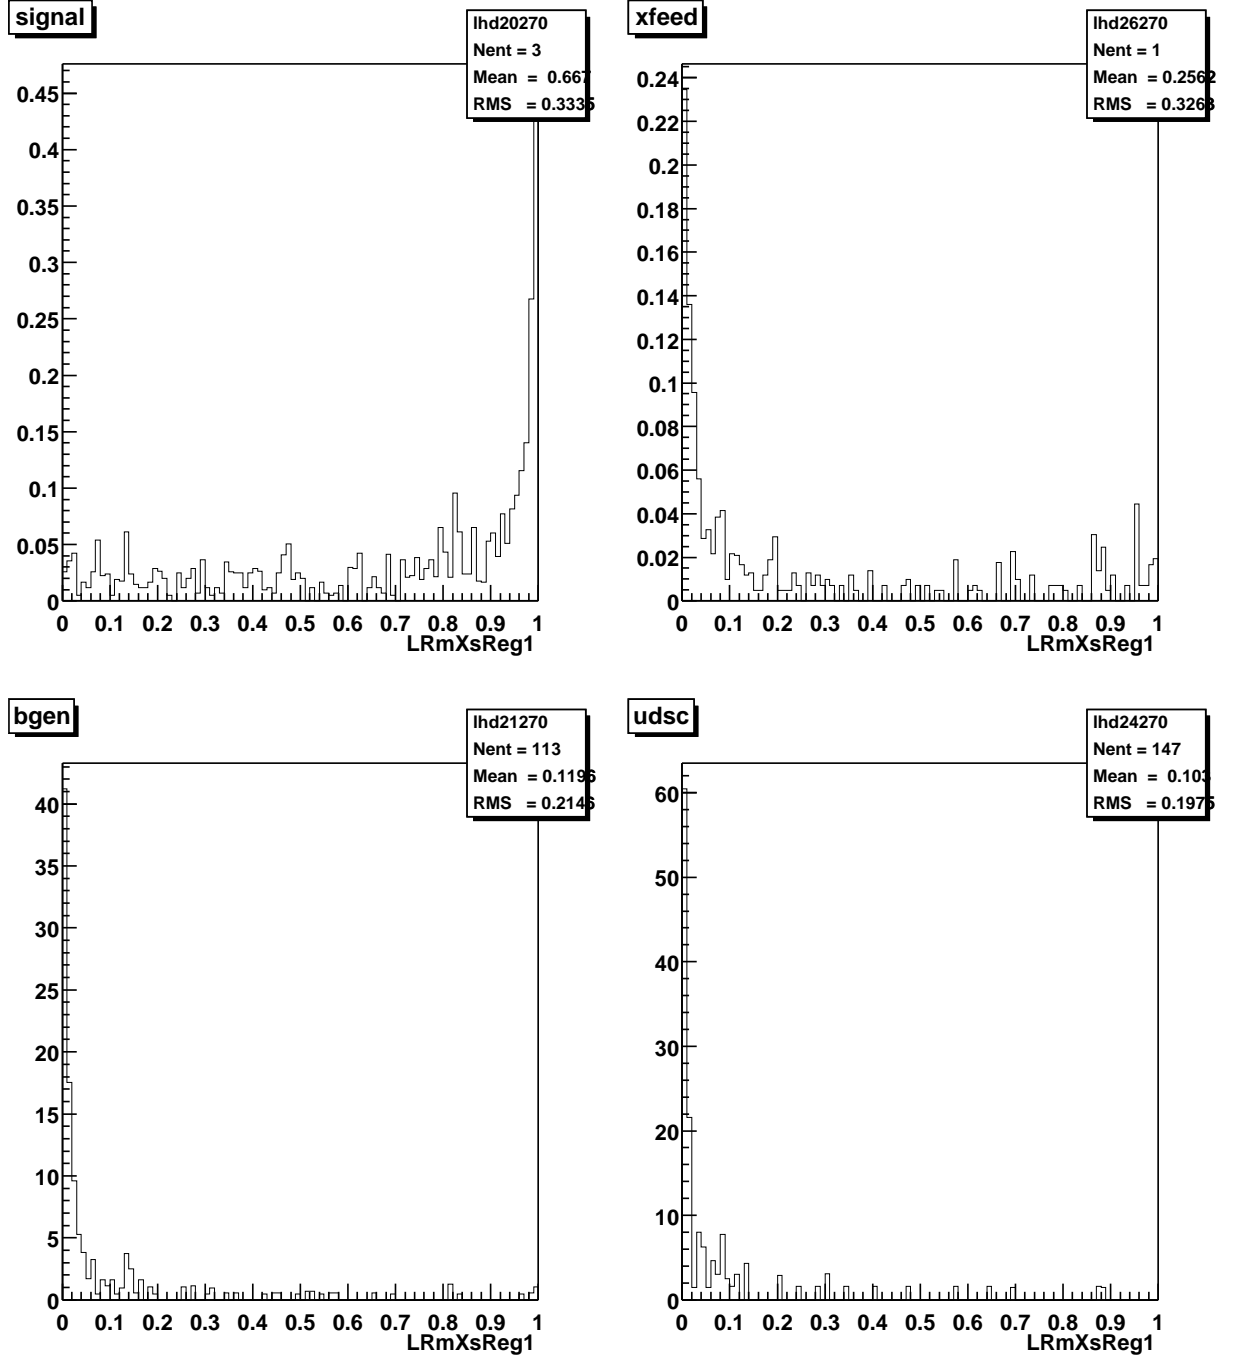 signal
lhd20270
Nent = 3
Mean = 0.667
RMS = 0.3335
0.45
0.4
0.35
0.3
0.25
0.2
0.15
0.1
0.05
0
0 0.1 0.2 0.3 0.4 0.5 0.6 0.7 0.8 0.9 1
LRmXsReg1
xfeed
lhd26270
Nent = 1
Mean = 0.2562
RMS = 0.3263
0.24
0.22
0.2
0.18
0.16
0.14
0.12
0.1
0.08
0.06
0.04
0.02
0
0 0.1 0.2 0.3 0.4 0.5 0.6 0.7 0.8 0.9 1
LRmXsReg1
bgen
lhd21270
Nent = 113
Mean = 0.1196
RMS = 0.2146
40
35
30
25
20
15
10
5
0
0 0.1 0.2 0.3 0.4 0.5 0.6 0.7 0.8 0.9 1
LRmXsReg1
udsc
lhd24270
Nent = 147
Mean = 0.103
RMS = 0.1975
60
50
40
30
20
10
0
0 0.1 0.2 0.3 0.4 0.5 0.6 0.7 0.8 0.9 1
LRmXsReg1